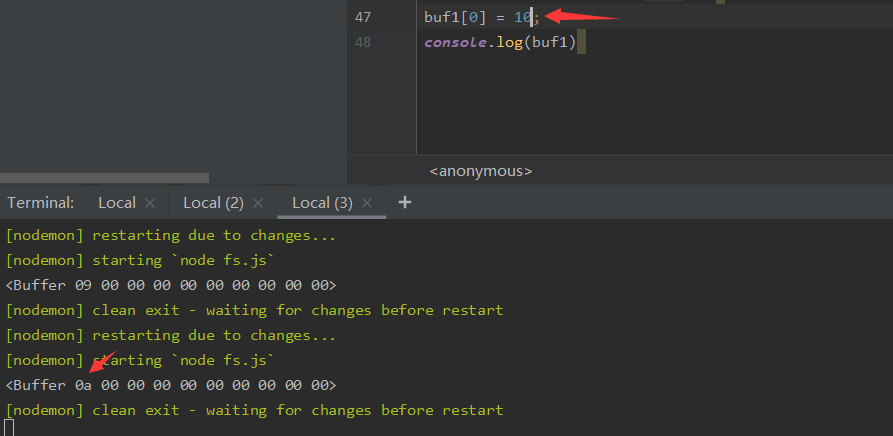 47 buf1[0] = 10;
48 console.log(buf1)
<anonymous>
Terminal: Local × Local (2) × Local (3) × +
[nodemon] restarting due to changes...
[nodemon] starting `node fs.js`
<Buffer 09 00 00 00 00 00 00 00 00 00>
[nodemon] clean exit - waiting for changes before restart
[nodemon] restarting due to changes...
[nodemon] starting `node fs.js`
<Buffer 0a 00 00 00 00 00 00 00 00 00>
[nodemon] clean exit - waiting for changes before restart